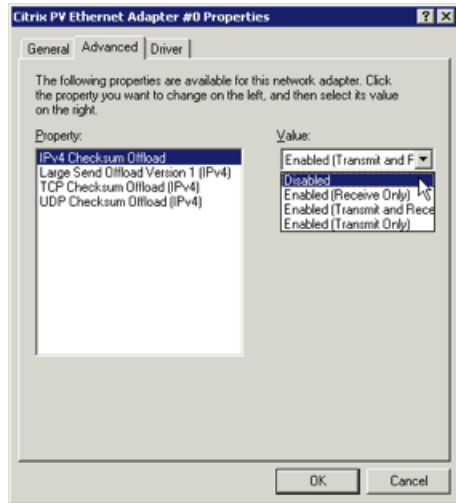 Citrix PV Ethernet Adapter #0 Properties
General Advanced Driver
The following properties are available for this network adapter. Click
the property you want to change on the left, and then select its value
on the right.
Property:
Value:
IPv4 Checksum Offload
Large Send Offload Version 1 (IPv4)
TCP Checksum Offload (IPv4)
UDP Checksum Offload (IPv4)
Enabled (Transmit and F
Disabled
Enabled (Receive Only)
Enabled (Transmit and Rece
Enabled (Transmit Only)
OK Cancel